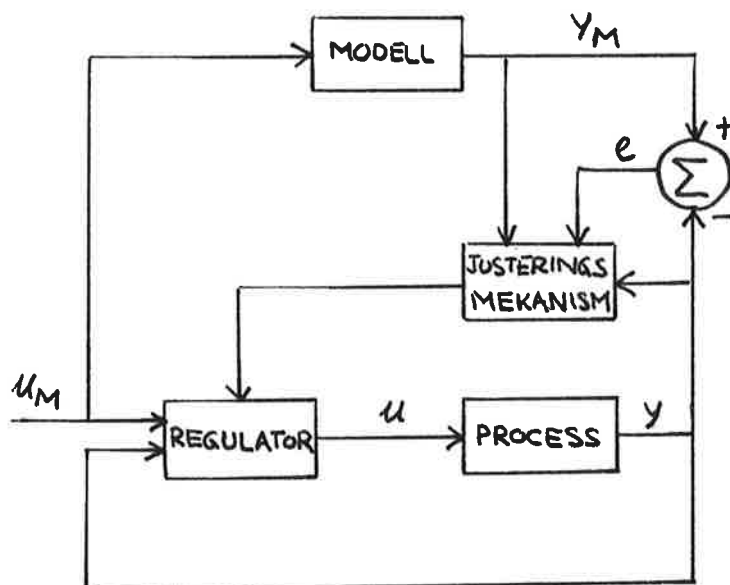 MODELL
y_M
+
e
Σ
−
JUSTERINGS
MEKANISM
u_M
REGULATOR
u
PROCESS
y